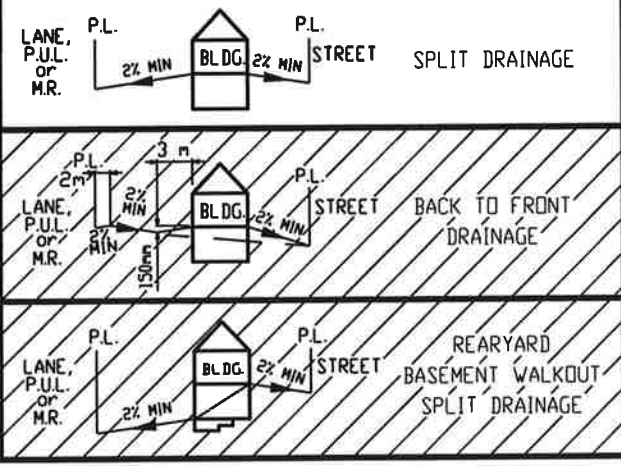 P.L.
P.L.
LANE,
P.U.L.
or
M.R.
2% MIN
BLDG.
2% MIN
STREET
SPLIT DRAINAGE
P.L.
2m
3 m
P.L.
LANE,
P.U.L.
or
M.R.
2%
MIN
2%
MIN
150mm
BLDG.
2% MIN
STREET
BACK TO FRONT
DRAINAGE
P.L.
P.L.
LANE,
P.U.L.
or
M.R.
2% MIN
BLDG.
2% MIN
STREET
REARYARD
BASEMENT WALKOUT
SPLIT DRAINAGE